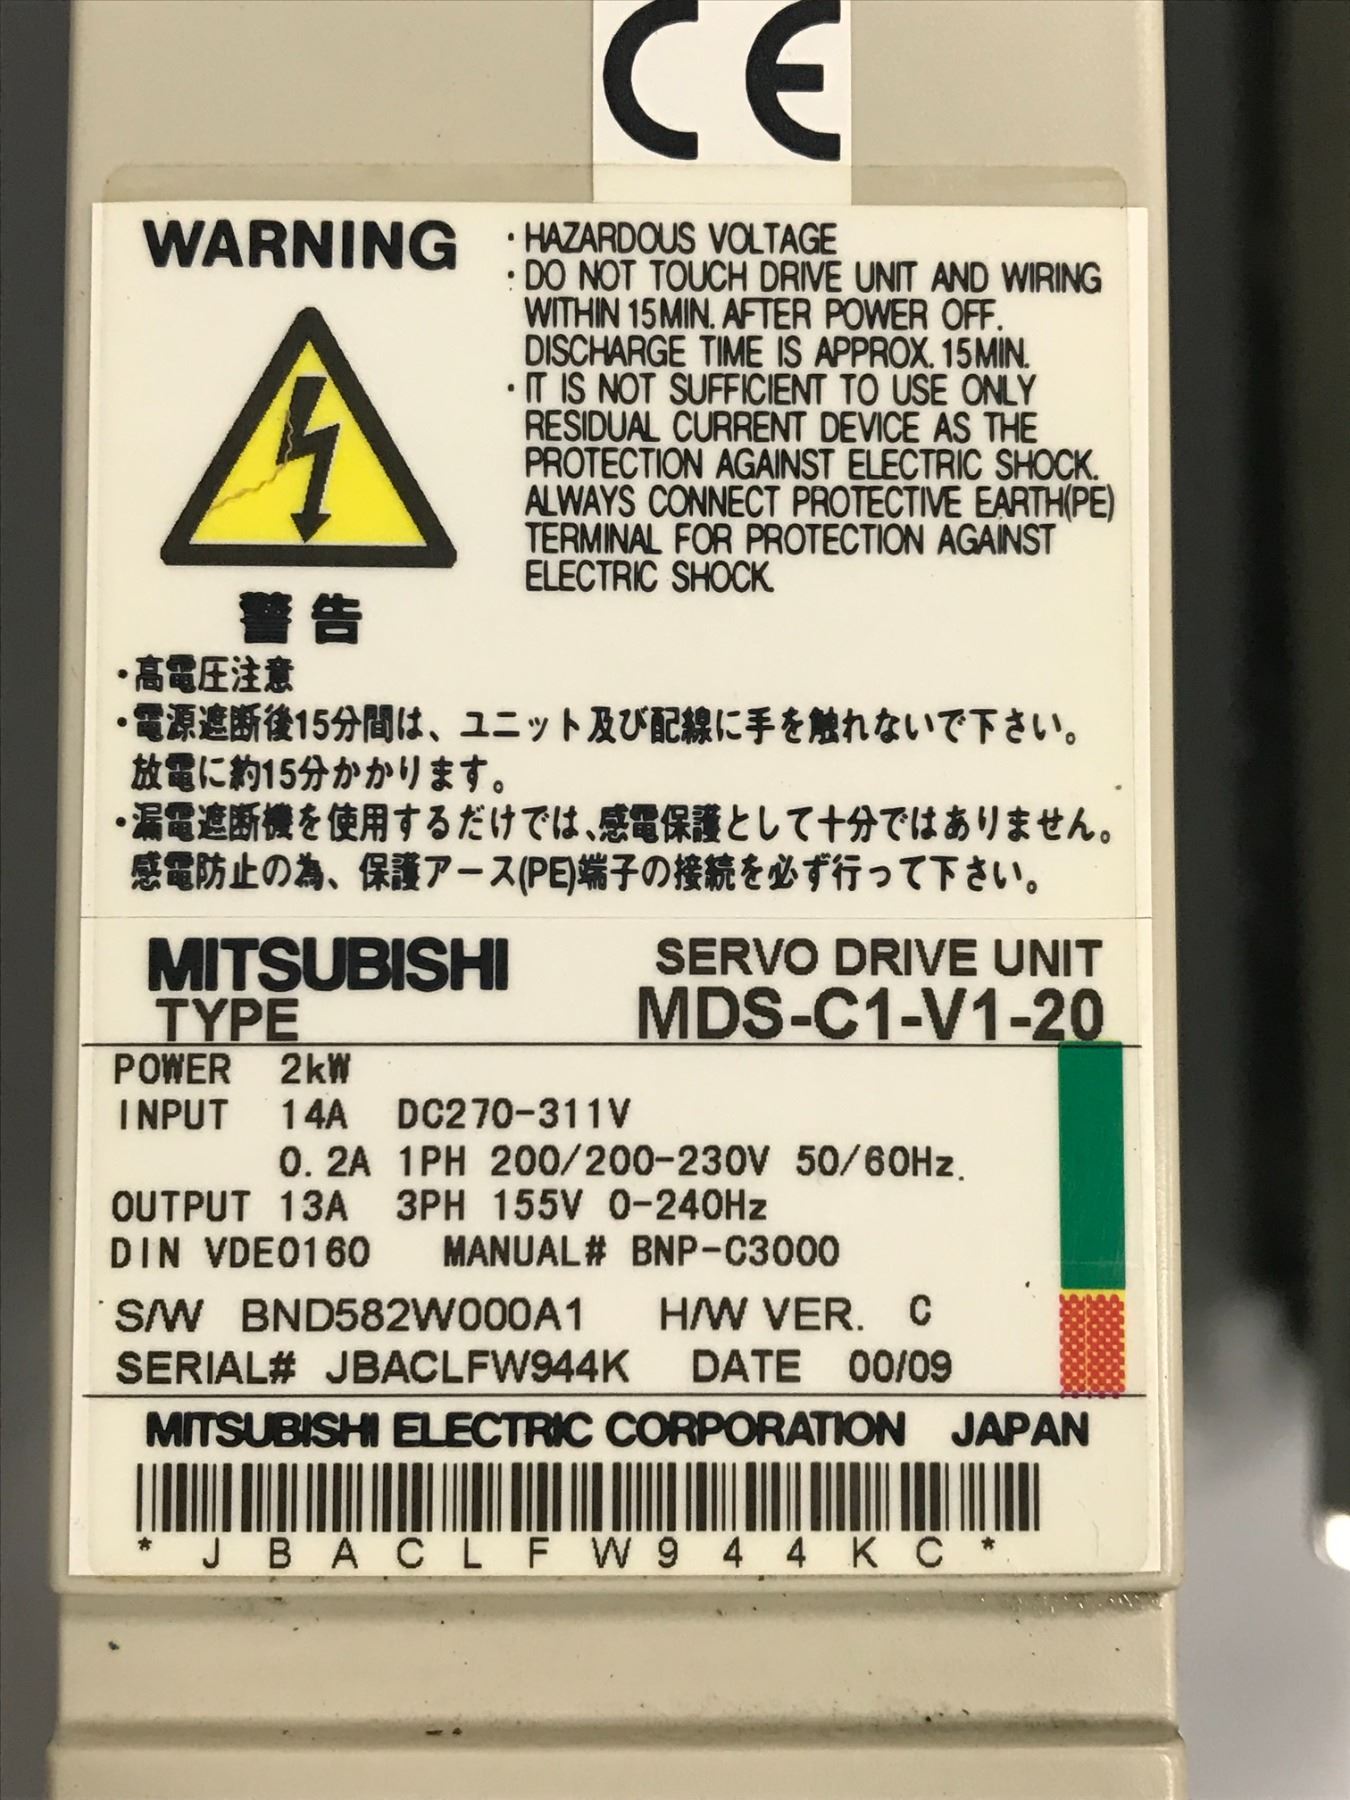 CE
WARNING
・HAZARDOUS VOLTAGE
・DO NOT TOUCH DRIVE UNIT AND WIRING
WITHIN 15MIN. AFTER POWER OFF.
DISCHARGE TIME IS APPROX. 15MIN.
・IT IS NOT SUFFICIENT TO USE ONLY
RESIDUAL CURRENT DEVICE AS THE
PROTECTION AGAINST ELECTRIC SHOCK.
ALWAYS CONNECT PROTECTIVE EARTH(PE)
TERMINAL FOR PROTECTION AGAINST
ELECTRIC SHOCK.
警告
・高電圧注意
・電源遮断後15分間は、ユニット及び配線に手を触れないで下さい。
放電に約15分かかります。
・漏電遮断機を使用するだけでは、感電保護として十分ではありません。
感電防止の為、保護アース(PE)端子の接続を必ず行って下さい。
MITSUBISHI SERVO DRIVE UNIT
TYPE MDS-C1-V1-20
POWER 2kW
INPUT 14A DC270-311V
0.2A 1PH 200/200-230V 50/60Hz.
OUTPUT 13A 3PH 155V 0-240Hz
DIN VDE0160 MANUAL# BNP-C3000
S/W BND582W000A1 H/W VER. C
SERIAL# JBACLFW944K DATE 00/09
MITSUBISHI ELECTRIC CORPORATION JAPAN
* J B A C L F W 9 4 4 K C *